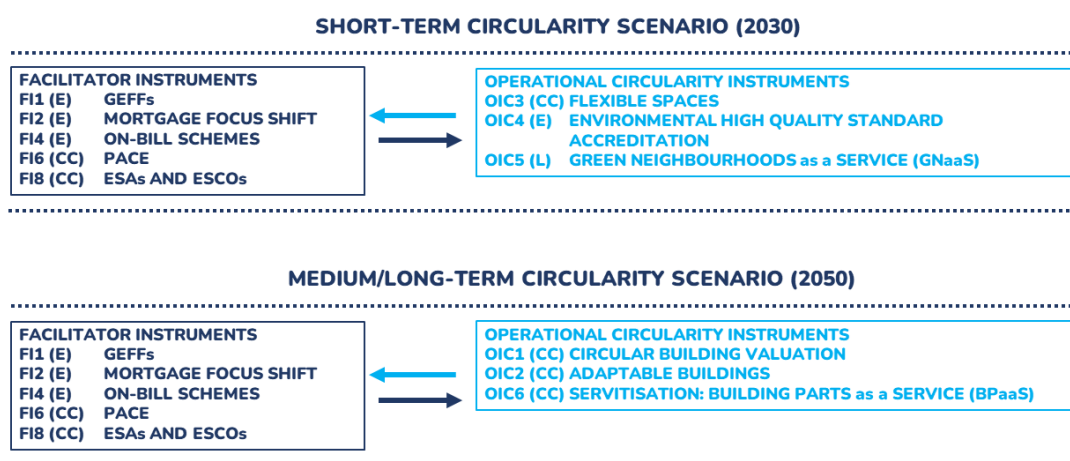 SHORT-TERM CIRCULARITY SCENARIO (2030)
FACILITATOR INSTRUMENTS
FI1 (E) GEFFs
FI2 (E) MORTGAGE FOCUS SHIFT
FI4 (E) ON-BILL SCHEMES
FI6 (CC) PACE
FI8 (CC) ESAs AND ESCOs
OPERATIONAL CIRCULARITY INSTRUMENTS
OIC3 (CC) FLEXIBLE SPACES
OIC4 (E) ENVIRONMENTAL HIGH QUALITY STANDARD
ACCREDITATION
OIC5 (L) GREEN NEIGHBOURHOODS as a SERVICE (GNaaS)
MEDIUM/LONG-TERM CIRCULARITY SCENARIO (2050)
FACILITATOR INSTRUMENTS
FI1 (E) GEFFs
FI2 (E) MORTGAGE FOCUS SHIFT
FI4 (E) ON-BILL SCHEMES
FI6 (CC) PACE
FI8 (CC) ESAs AND ESCOs
OPERATIONAL CIRCULARITY INSTRUMENTS
OIC1 (CC) CIRCULAR BUILDING VALUATION
OIC2 (CC) ADAPTABLE BUILDINGS
OIC6 (CC) SERVITISATION: BUILDING PARTS as a SERVICE (BPaaS)